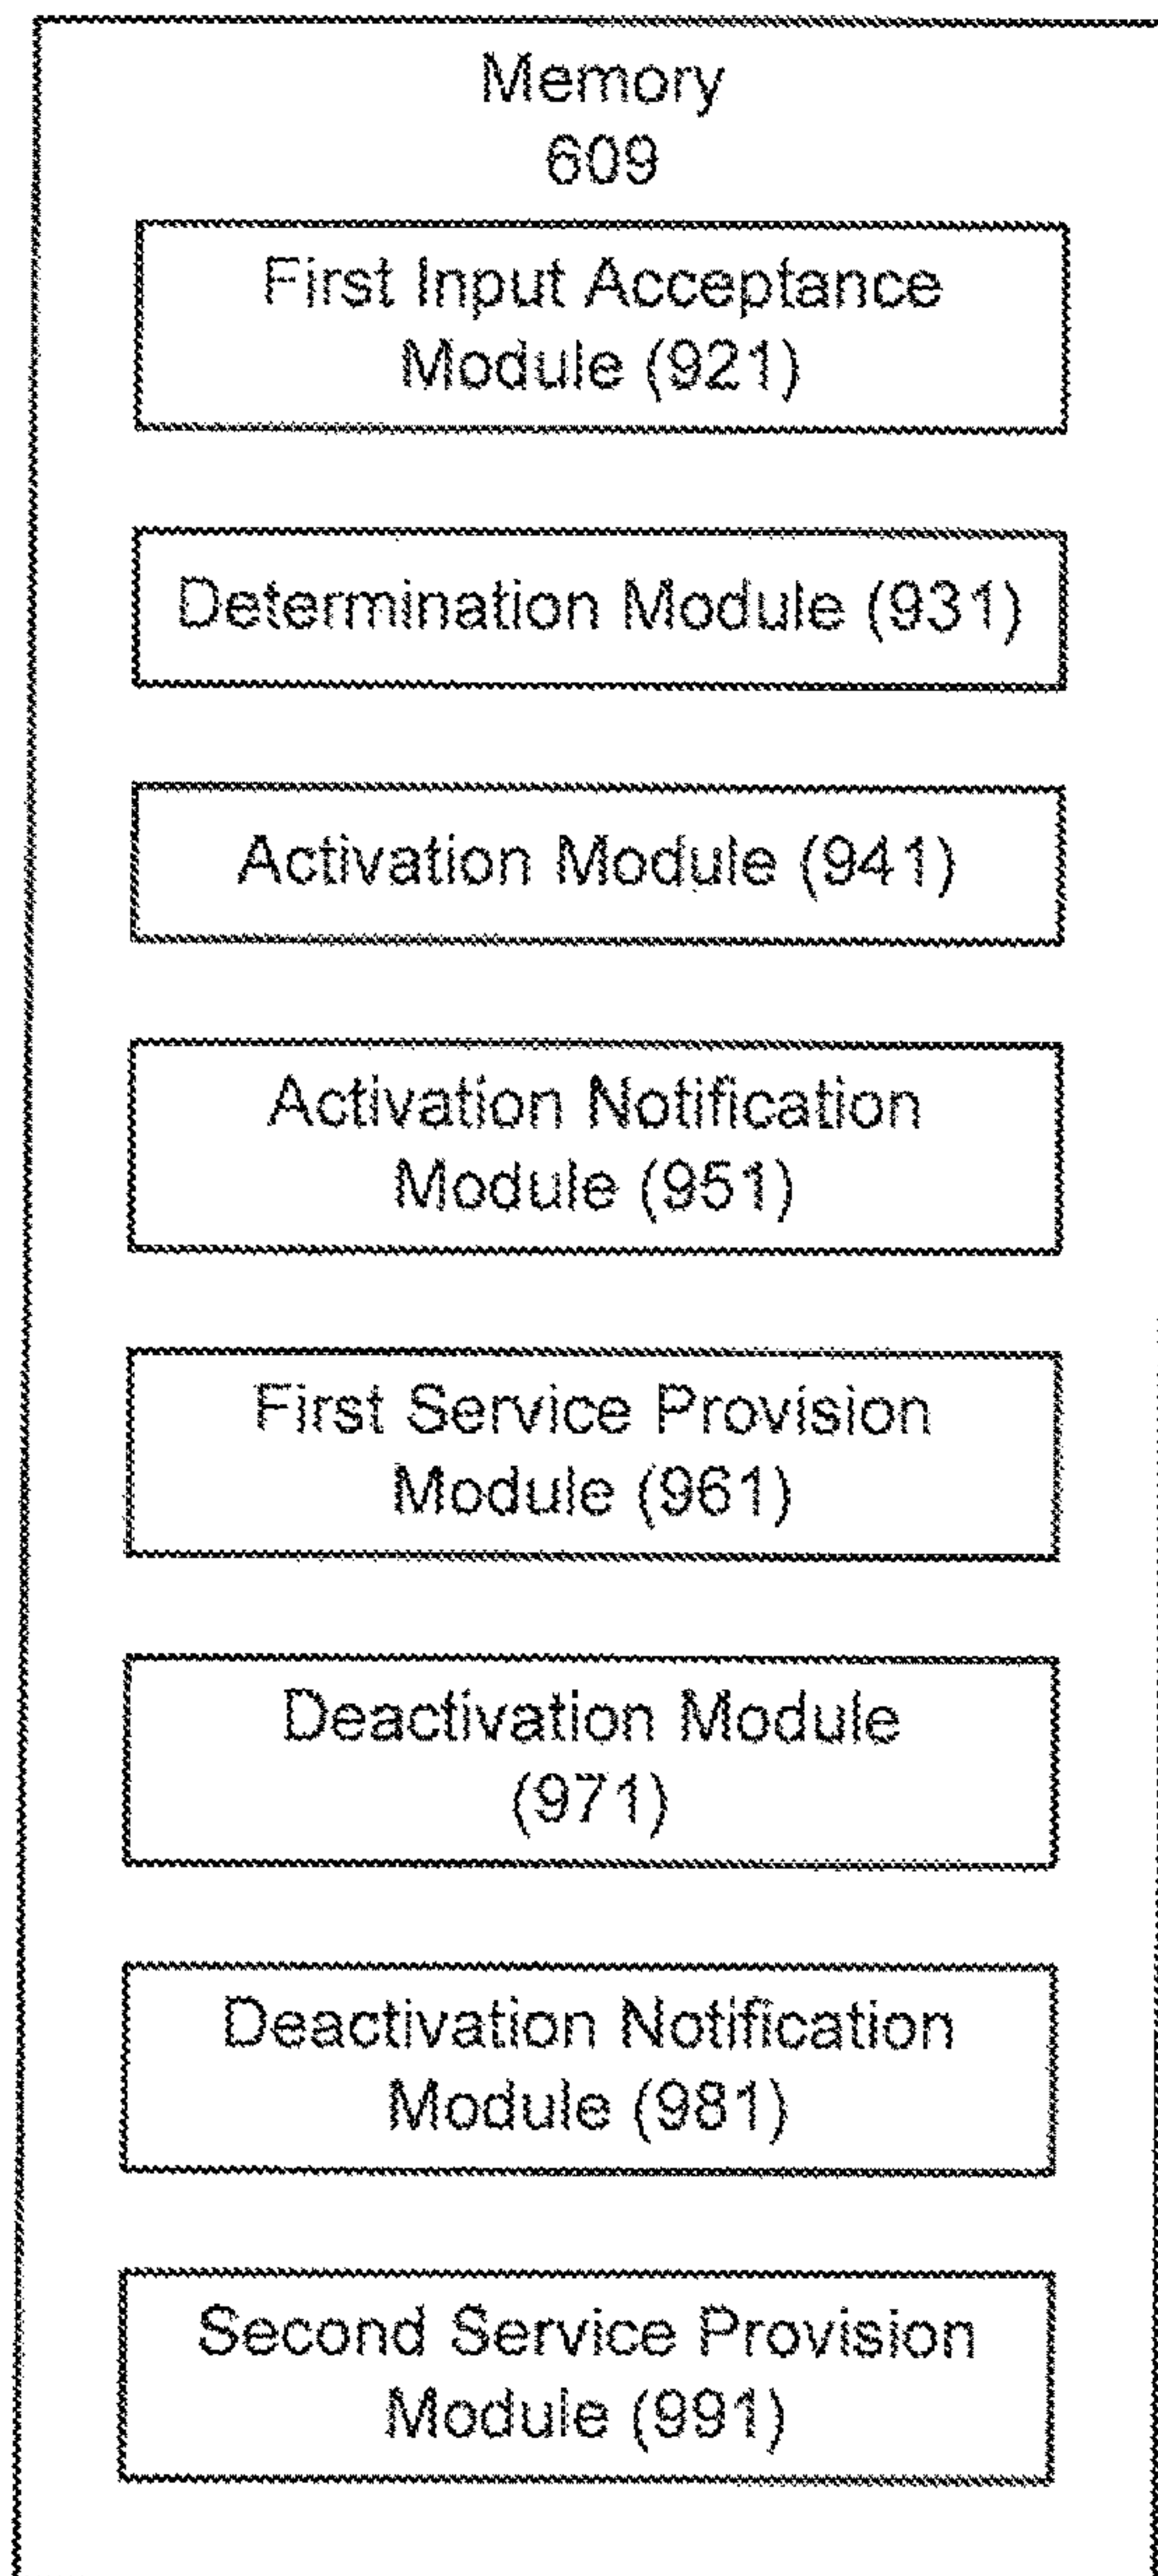 Memory
609
First Input Acceptance
Module (921)
Determination Module (931)
Activation Module (941)
Activation Notification
Module (951)
First Service Provision
Module (961)
Deactivation Module
(971)
Deactivation Notification
Module (981)
Second Service Provision
Module (991)